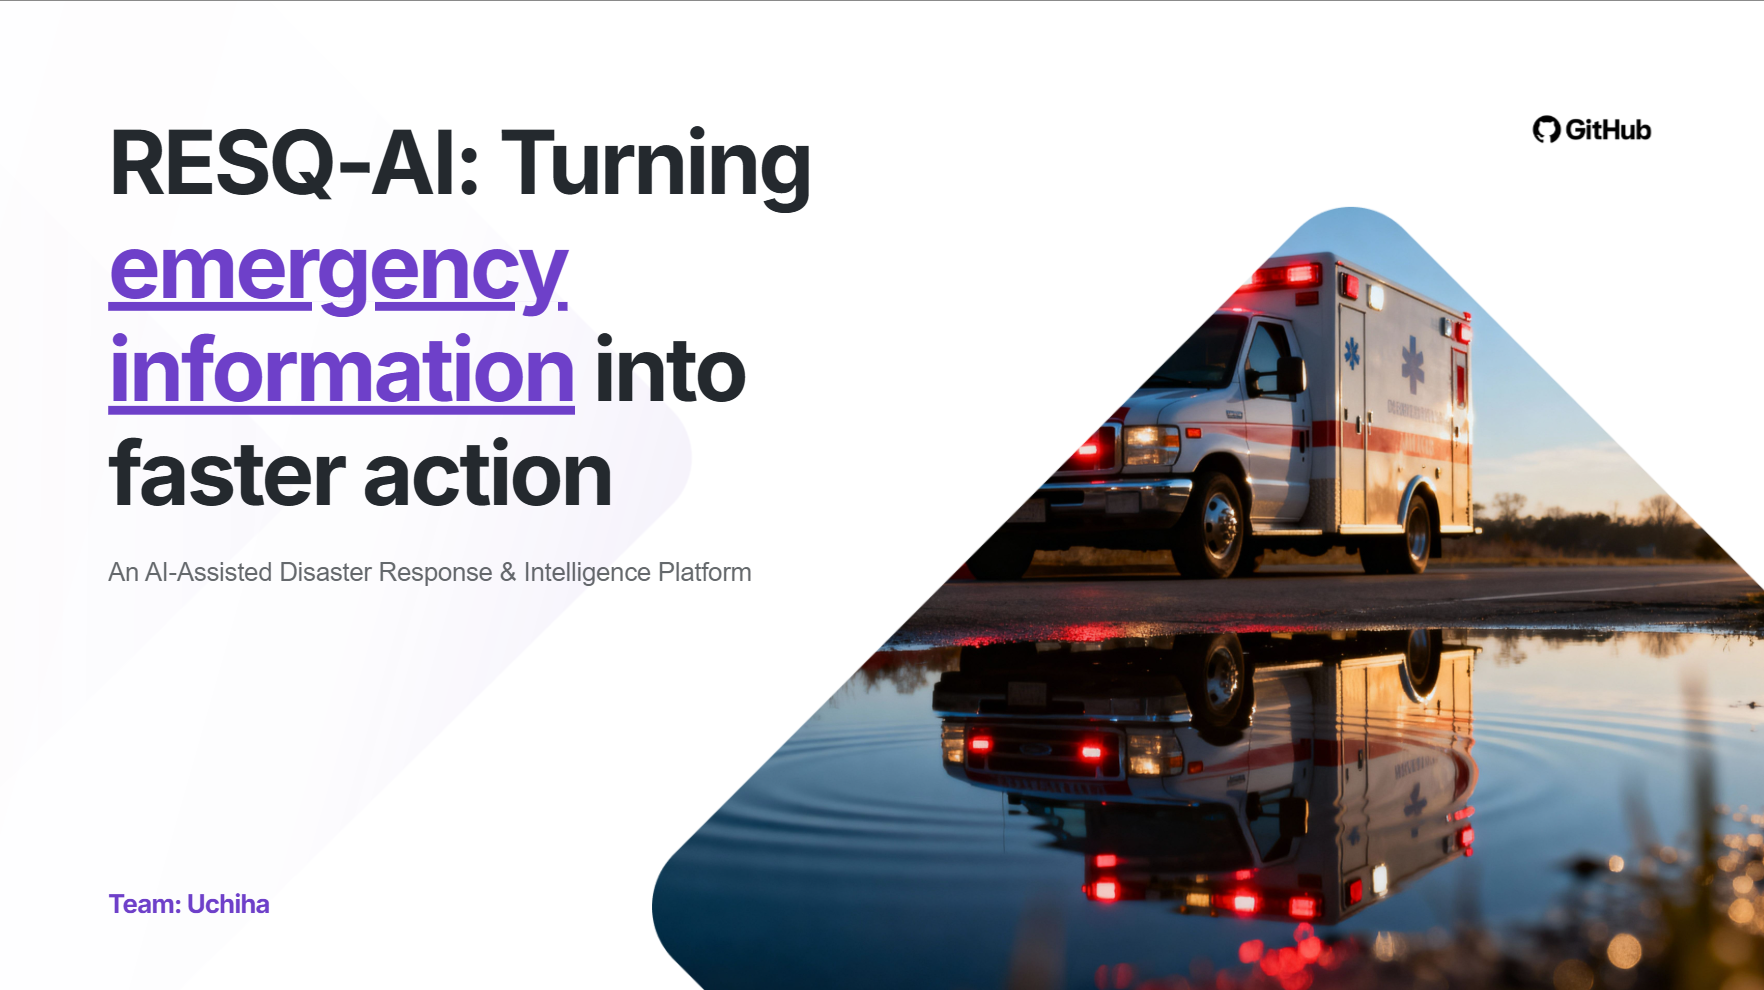 RESQ-AI: Turning
emergency
information into
faster action
An AI-Assisted Disaster Response & Intelligence Platform
Team: Uchiha
GitHub